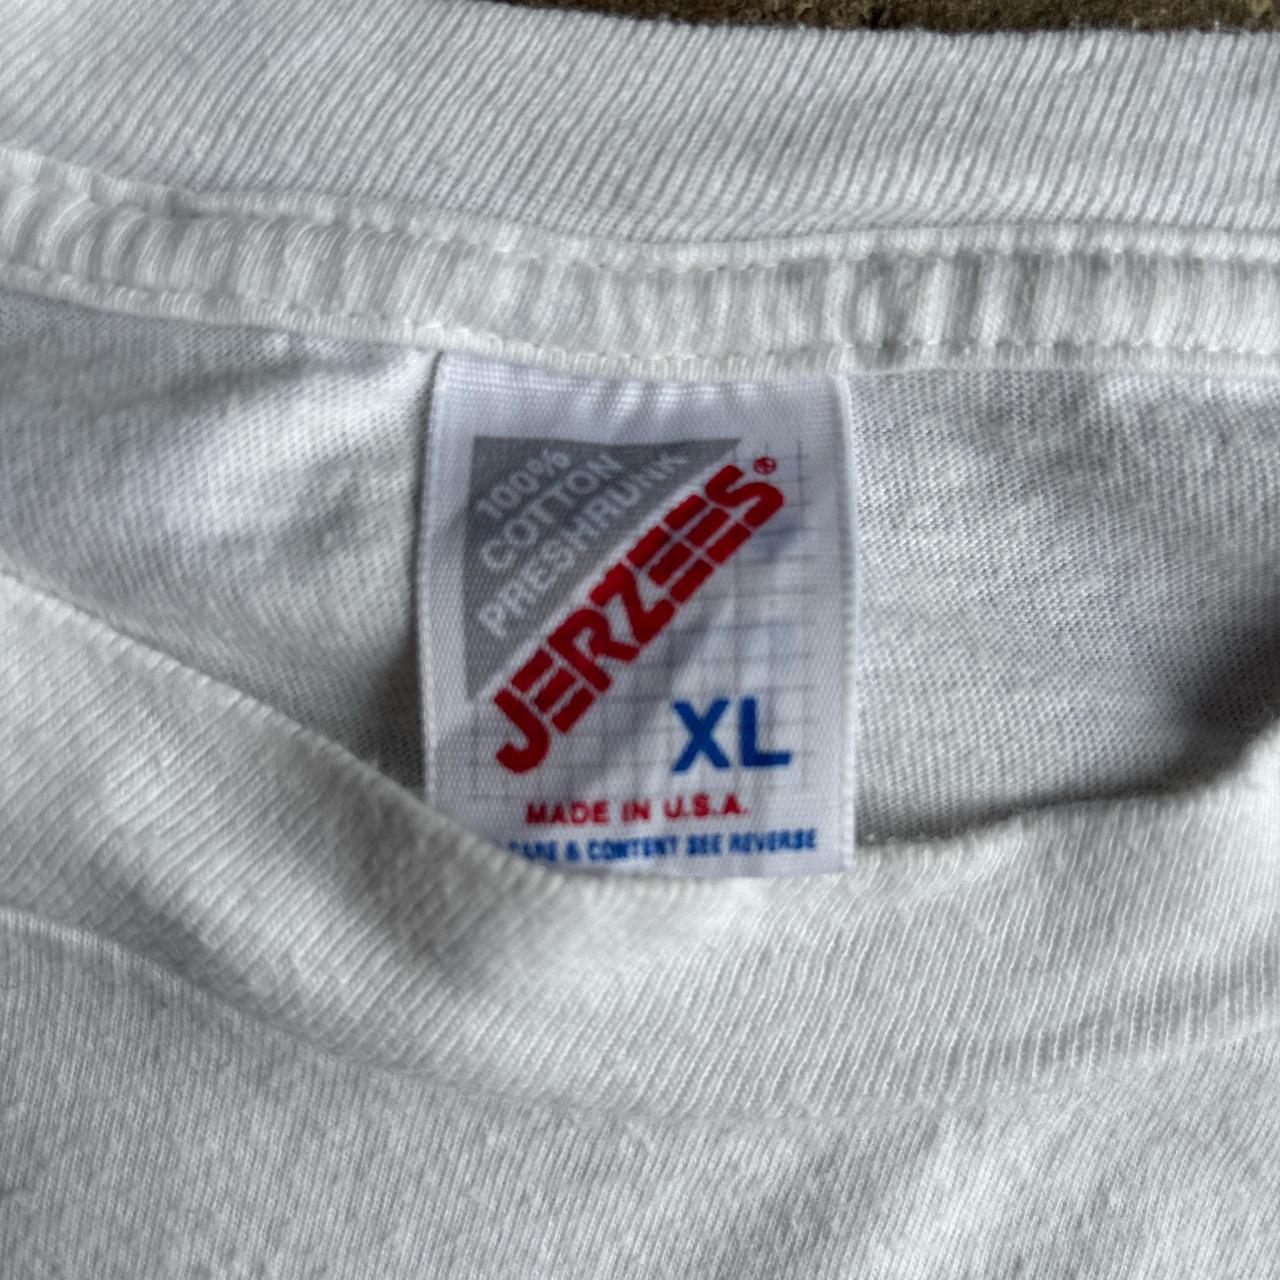 100%
COTTON
PRESHRUNK
JERZEES®
XL
MADE IN U.S.A.
CARE & CONTENT SEE REVERSE